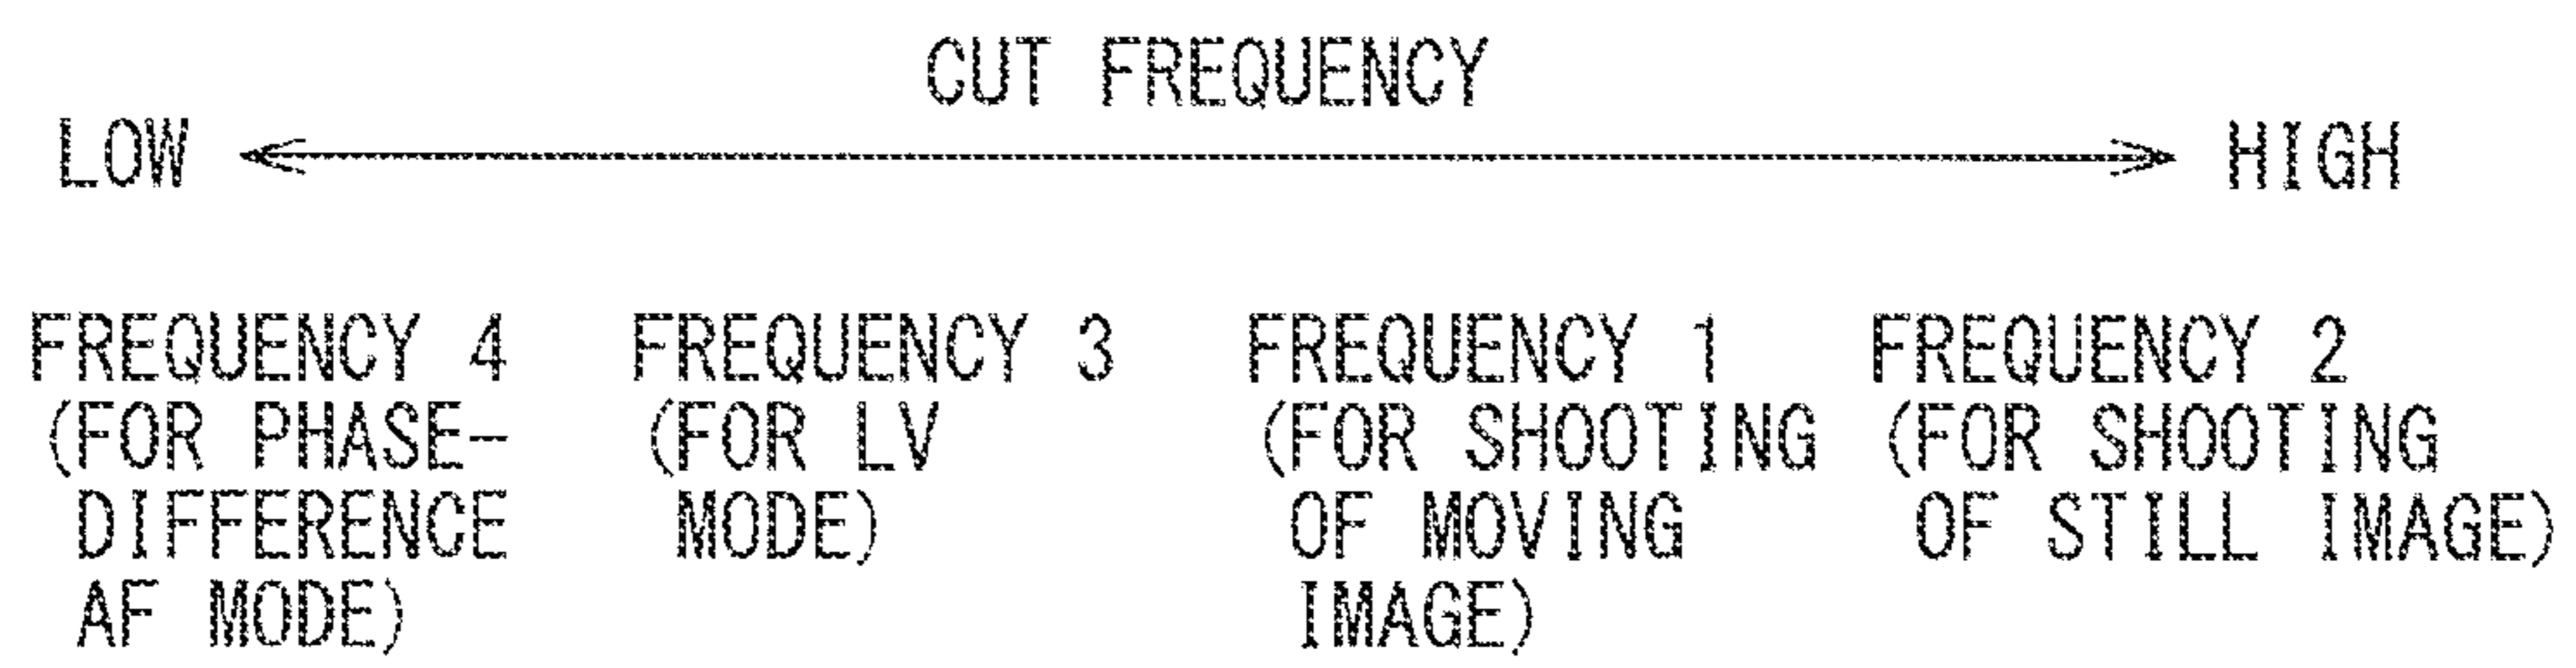 CUT FREQUENCY
LOW HIGH
FREQUENCY 4
(FOR PHASE-
DIFFERENCE
AF MODE)
FREQUENCY 3
(FOR LV
MODE)
FREQUENCY 1
(FOR SHOOTING
OF MOVING
IMAGE)
FREQUENCY 2
(FOR SHOOTING
OF STILL IMAGE)